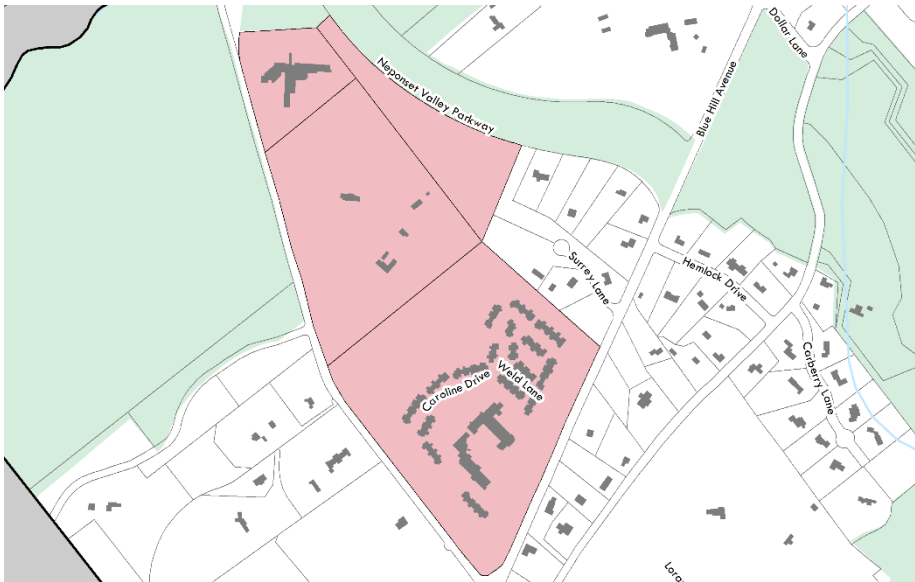 Dollar Lane
Neponset Valley Parkway
Blue Hill Avenue
Surrey Lane
Hemlock Drive
Carberry Lane
Caroline Drive
Weld Lane